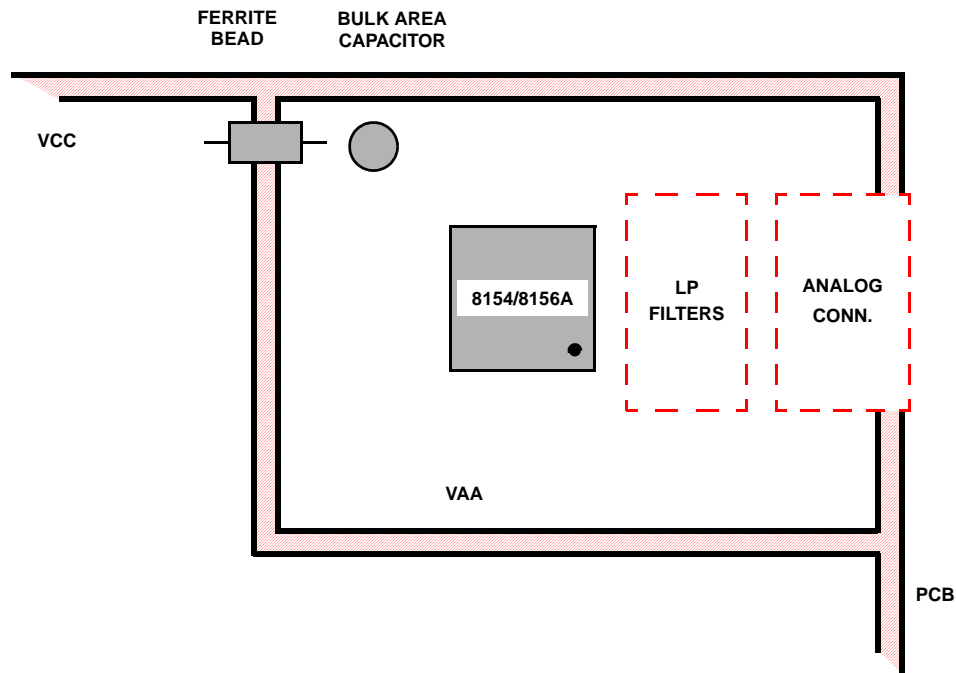 FERRITE
BEAD
BULK AREA
CAPACITOR
VCC
8154/8156A
LP
FILTERS
ANALOG
CONN.
VAA
PCB